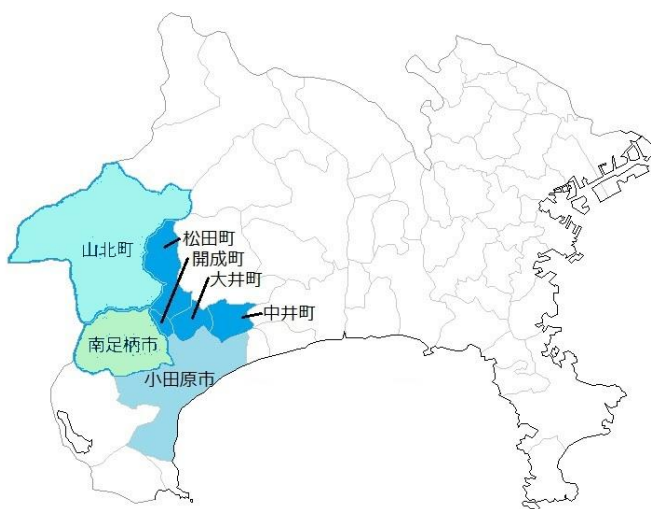 山北町
松田町
開成町
大井町
中井町
南足柄市
小田原市